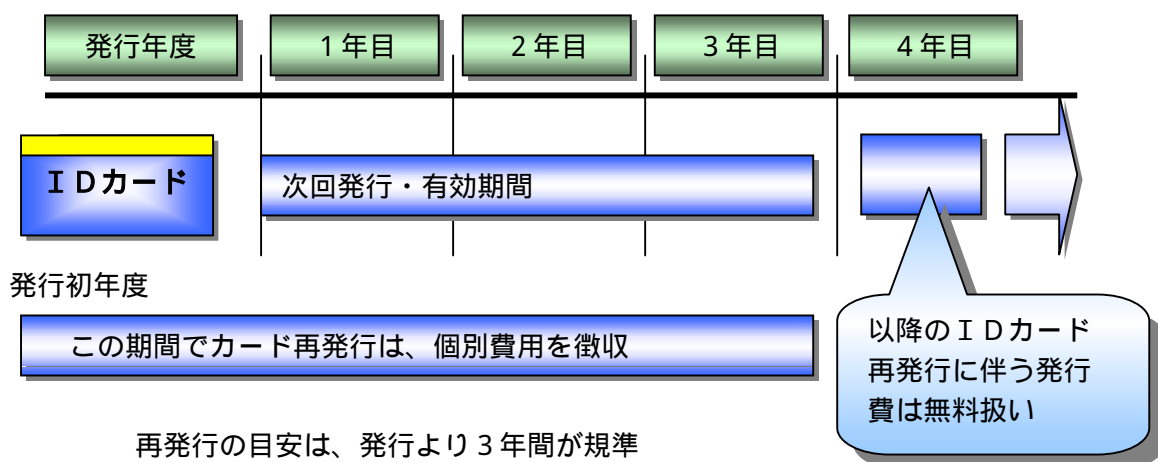 発行年度
1年目
2年目
3年目
4年目
ＩＤカード
次回発行・有効期間
発行初年度
この期間でカード再発行は、個別費用を徴収
以降のＩＤカード
再発行に伴う発行
費は無料扱い
再発行の目安は、発行より3年間が規準